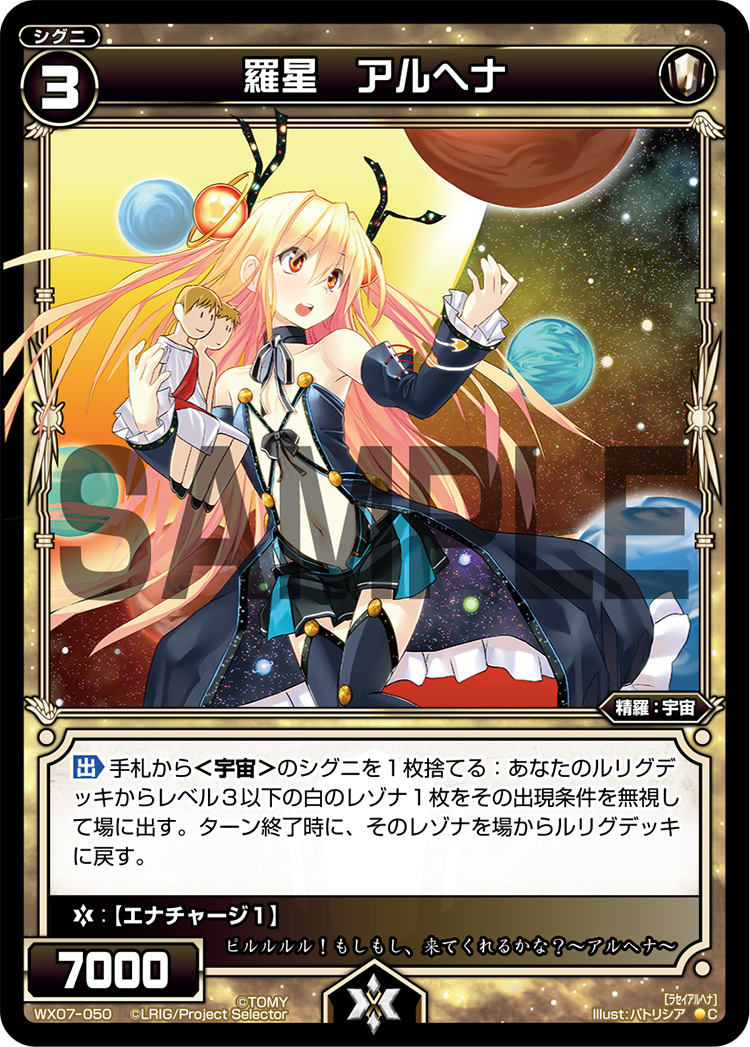 シグニ
3
羅星　アルヘナ
SAMPLE
精羅：宇宙
出 手札から<宇宙>のシグニを１枚捨てる：あなたのルリグデ
ッキからレベル３以下の白のレゾナ１枚をその出現条件を無視し
て場に出す。ターン終了時に、そのレゾナを場からルリグデッキ
に戻す。
：【エナチャージ１】
ピルルルル！もしもし、来てくれるかな？～アルヘナ～
7000
[ラセイアルヘナ]
WX07-050 ©LRIG/Project Selector ©TOMY
Illust:パトリシア C